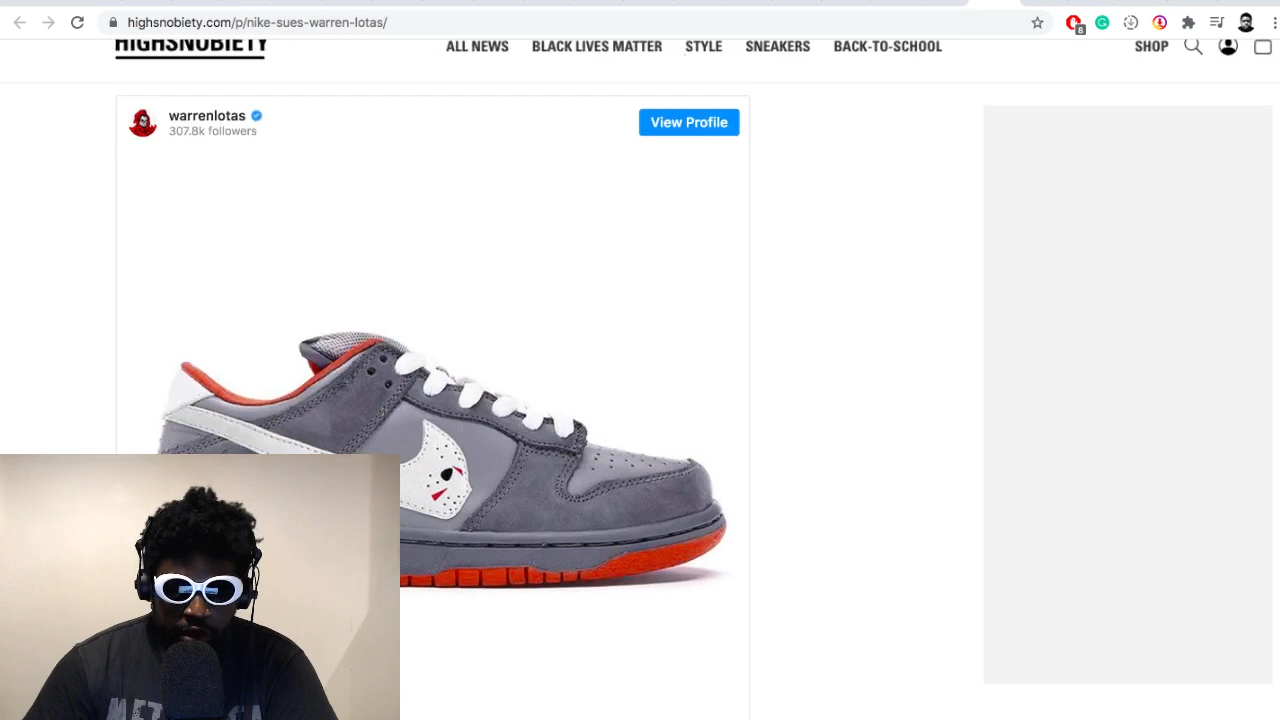 highsnobiety.com/p/nike-sues-warren-lotas/
6
HIGHSNOBIETY
ALL NEWS BLACK LIVES MATTER STYLE SNEAKERS BACK-TO-SCHOOL SHOP
warrenlotas
307.8k followers
View Profile